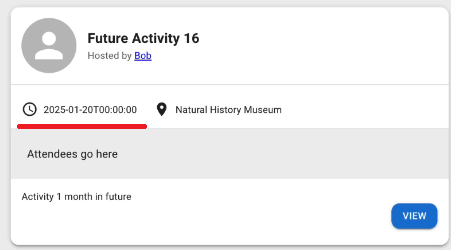 Future Activity 16
Hosted by Bob
2025-01-20T00:00:00 Natural History Museum
Attendees go here
Activity 1 month in future
VIEW